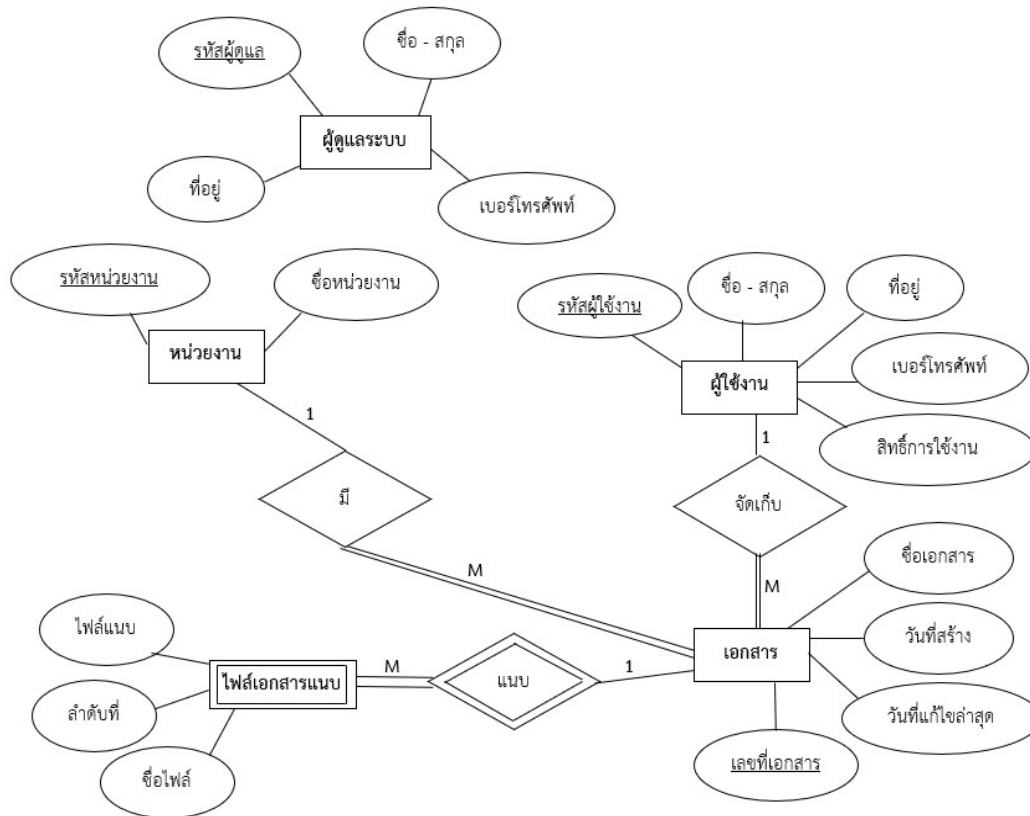 รหัสผู้ดูแล
ชื่อ - สกุล
ผู้ดูแลระบบ
ที่อยู่
เบอร์โทรศัพท์
รหัสหน่วยงาน
ชื่อหน่วยงาน
รหัสผู้ใช้งาน
ชื่อ - สกุล
ที่อยู่
หน่วยงาน
ผู้ใช้งาน
เบอร์โทรศัพท์
สิทธิ์การใช้งาน
1
1
มี
จัดเก็บ
M
M
ชื่อเอกสาร
ไฟล์แนบ
วันที่สร้าง
เอกสาร
ไฟล์เอกสารแนบ
M
แนบ
1
ลำดับที่
วันที่แก้ไขล่าสุด
ชื่อไฟล์
เลขที่เอกสาร